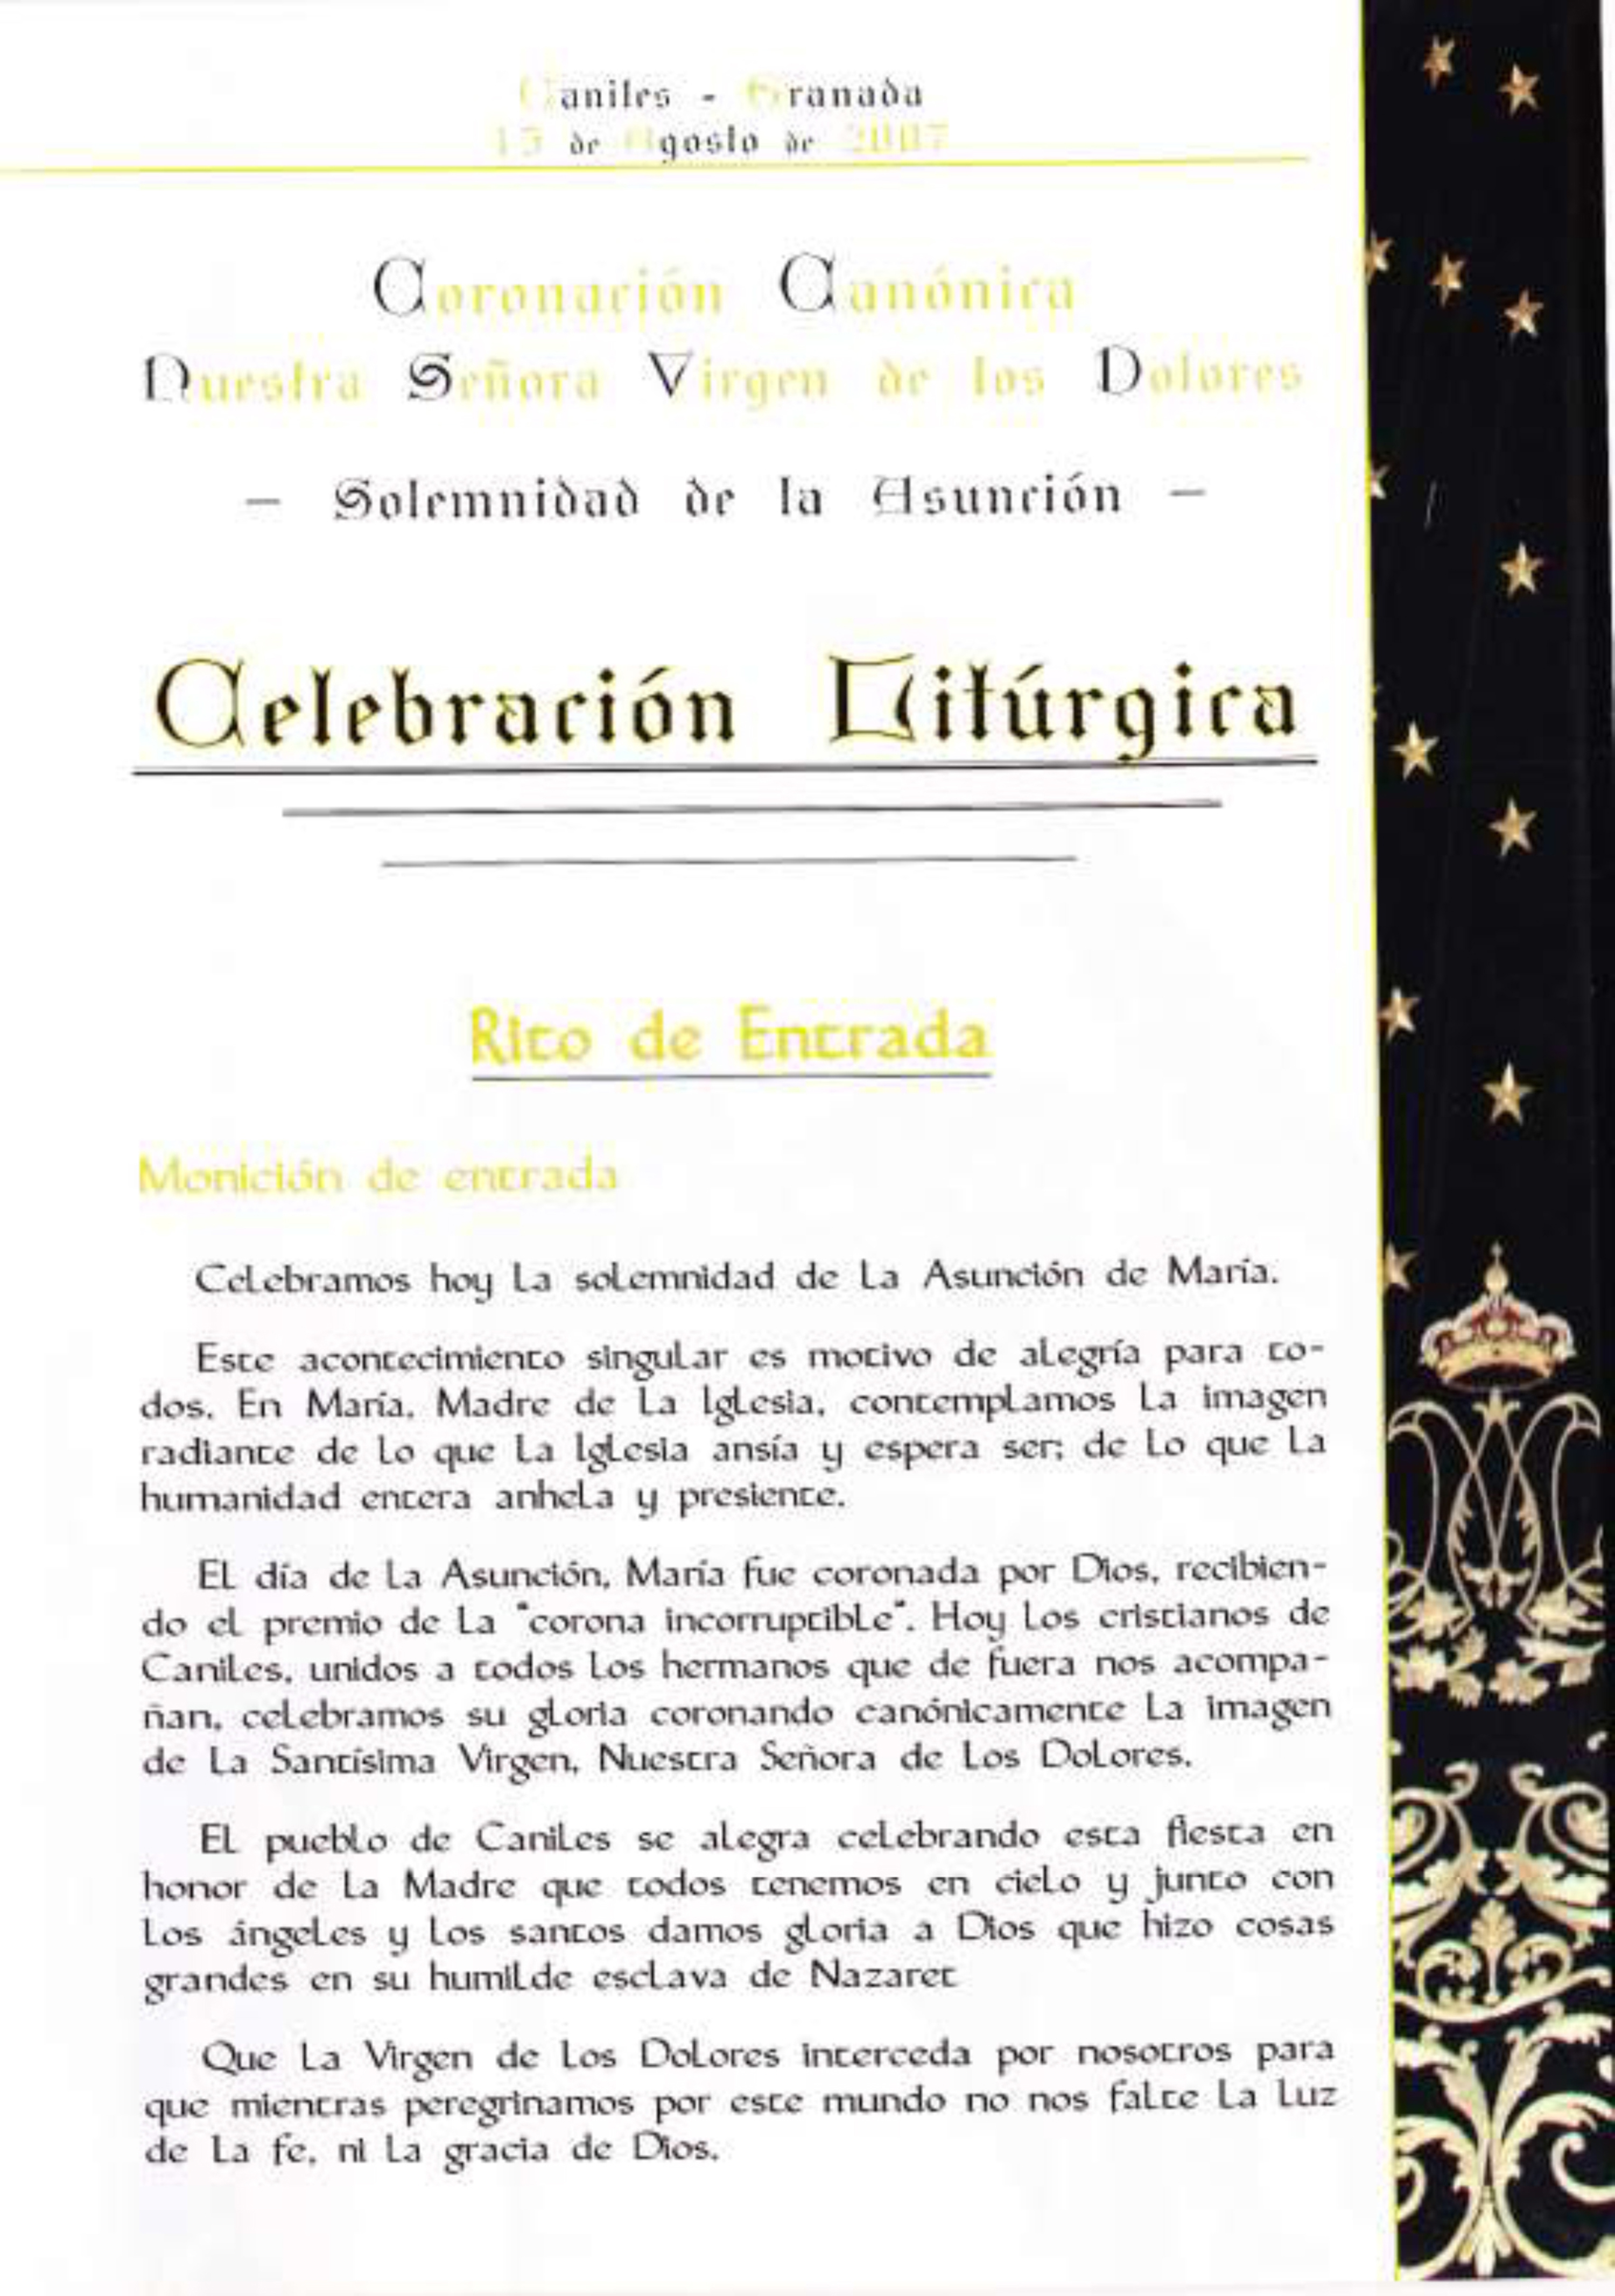 Caniles - Granada
15 de Agosto de 2007
Coronación Canónica
Nuestra Señora Virgen de los Dolores
- Solemnidad de la Asunción -
Celebración Litúrgica
Rito de Entrada
Monición de entrada
Celebramos hoy la solemnidad de la Asunción de María.
Este acontecimiento singular es motivo de alegría para to-
dos. En María, Madre de la Iglesia, contemplamos la imagen
radiante de lo que la Iglesia ansía y espera ser; de lo que la
humanidad entera anhela y presiente.
El día de la Asunción, María fue coronada por Dios, recibien-
do el premio de la "corona incorruptible". Hoy los cristianos de
Caniles, unidos a todos los hermanos que de fuera nos acompa-
ñan, celebramos su gloria coronando canónicamente la imagen
de la Santísima Virgen, Nuestra Señora de los Dolores.
El pueblo de Caniles se alegra celebrando esta fiesta en
honor de la Madre que todos tenemos en cielo y junto con
los ángeles y los santos damos gloria a Dios que hizo cosas
grandes en su humilde esclava de Nazaret
Que la Virgen de los Dolores interceda por nosotros para
que mientras peregrinamos por este mundo no nos falte la luz
de la fe, ni la gracia de Dios.